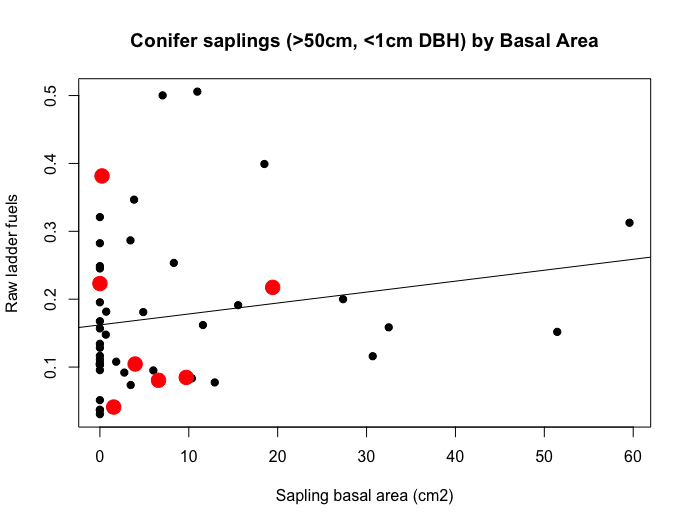 Conifer saplings (>50cm, <1cm DBH) by Basal Area
0.5
0.4
0.3
0.2
0.1
Raw ladder fuels
0 10 20 30 40 50 60
Sapling basal area (cm2)